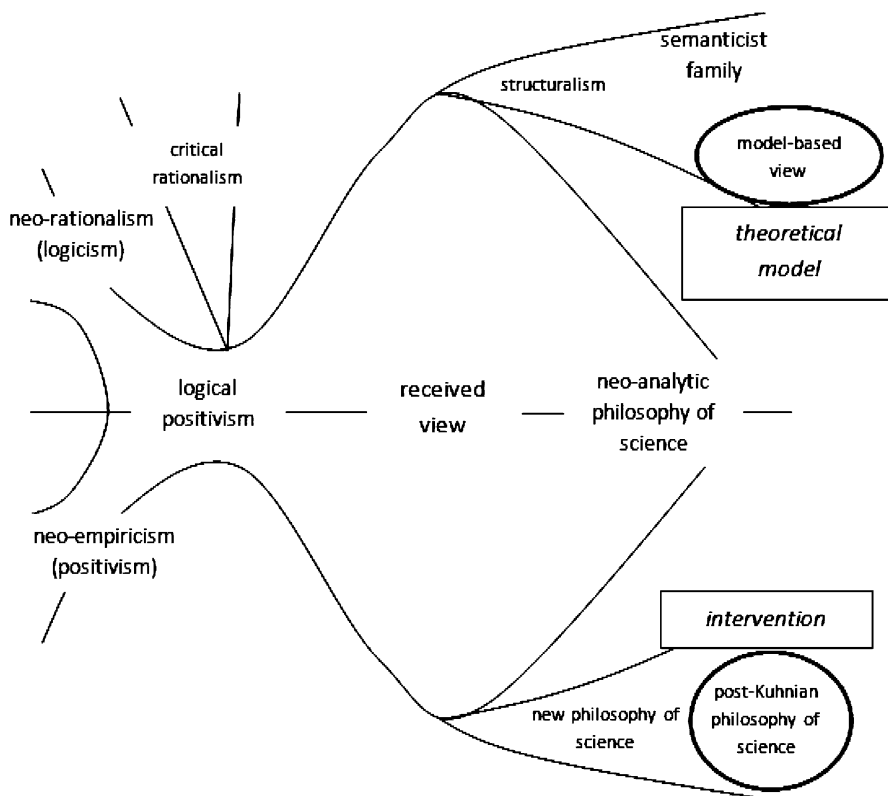 semanticist
family
structuralism
model-based
view
critical
rationalism
neo-rationalism
(logicism)
theoretical
model
logical
positivism
received
view
neo-analytic
philosophy of
science
neo-empiricism
(positivism)
intervention
new philosophy of
science
post-Kuhnian
philosophy of
science